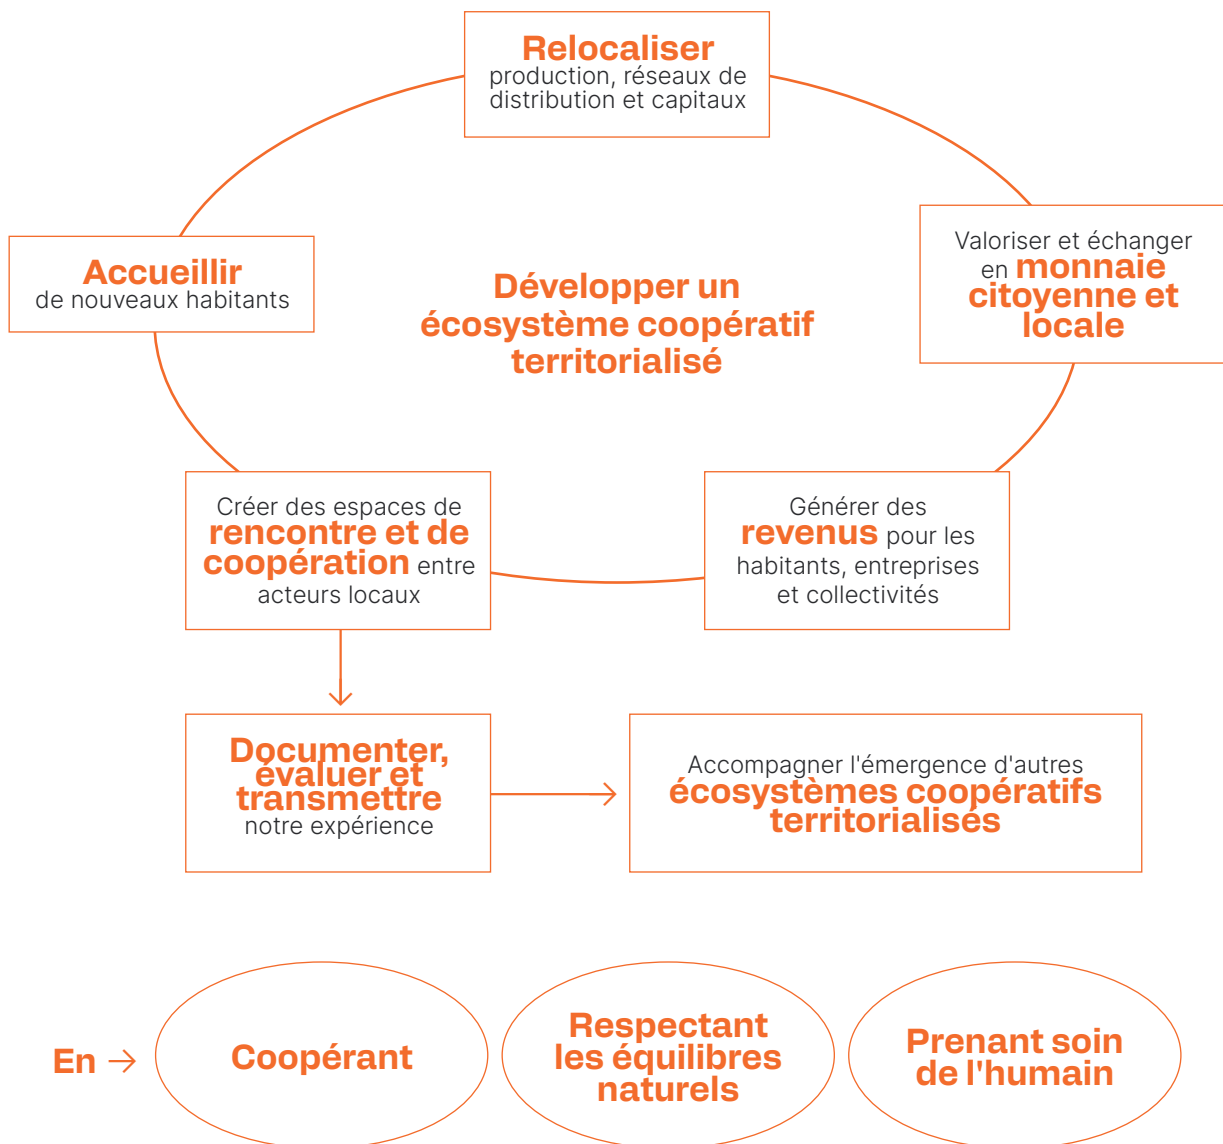 Relocaliser
production, réseaux de
distribution et capitaux
Accueillir
de nouveaux habitants
Développer un
écosystème coopératif
territorialisé
Valoriser et échanger
en monnaie
citoyenne et
locale
Créer des espaces de
rencontre et de
coopération entre
acteurs locaux
Générer des
revenus pour les
habitants, entreprises
et collectivités
Documenter,
évaluer et
transmettre
notre expérience
Accompagner l'émergence d'autres
écosystèmes coopératifs
territorialisés
En →
Coopérant
Respectant
les équilibres
naturels
Prenant soin
de l'humain